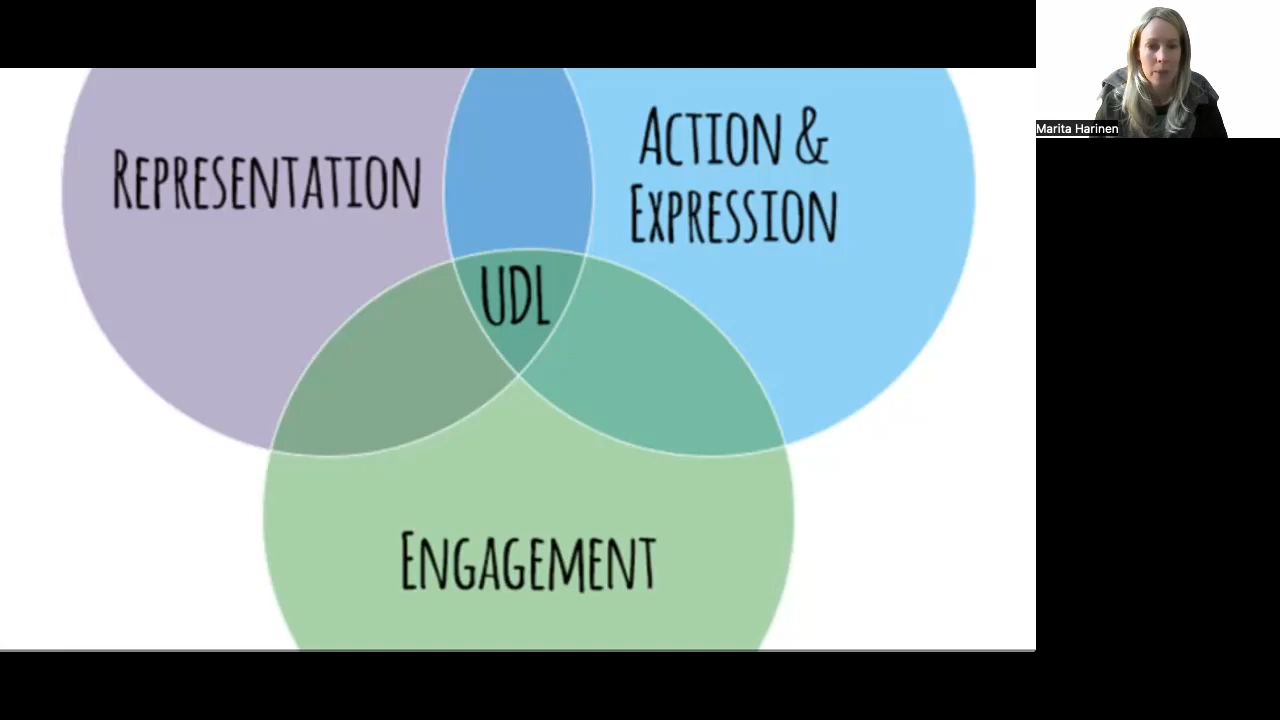 REPRESENTATION
ACTION &
EXPRESSION
UDL
ENGAGEMENT
Marita Harinen